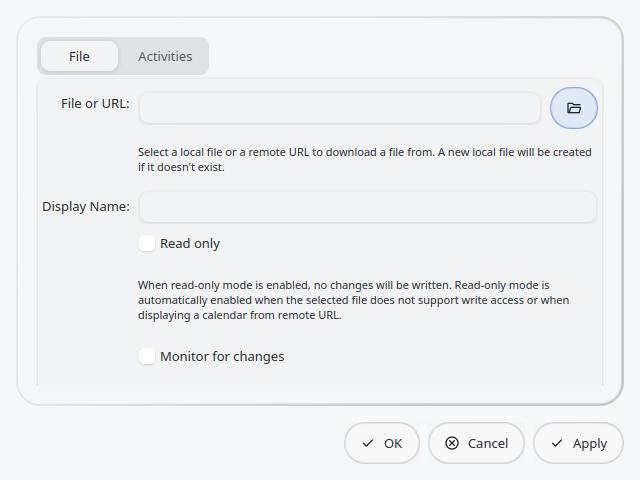 File
Activities
File or URL:
Select a local file or a remote URL to download a file from. A new local file will be created
if it doesn't exist.
Display Name:
Read only
When read-only mode is enabled, no changes will be written. Read-only mode is
automatically enabled when the selected file does not support write access or when
displaying a calendar from remote URL.
Monitor for changes
OK
Cancel
Apply